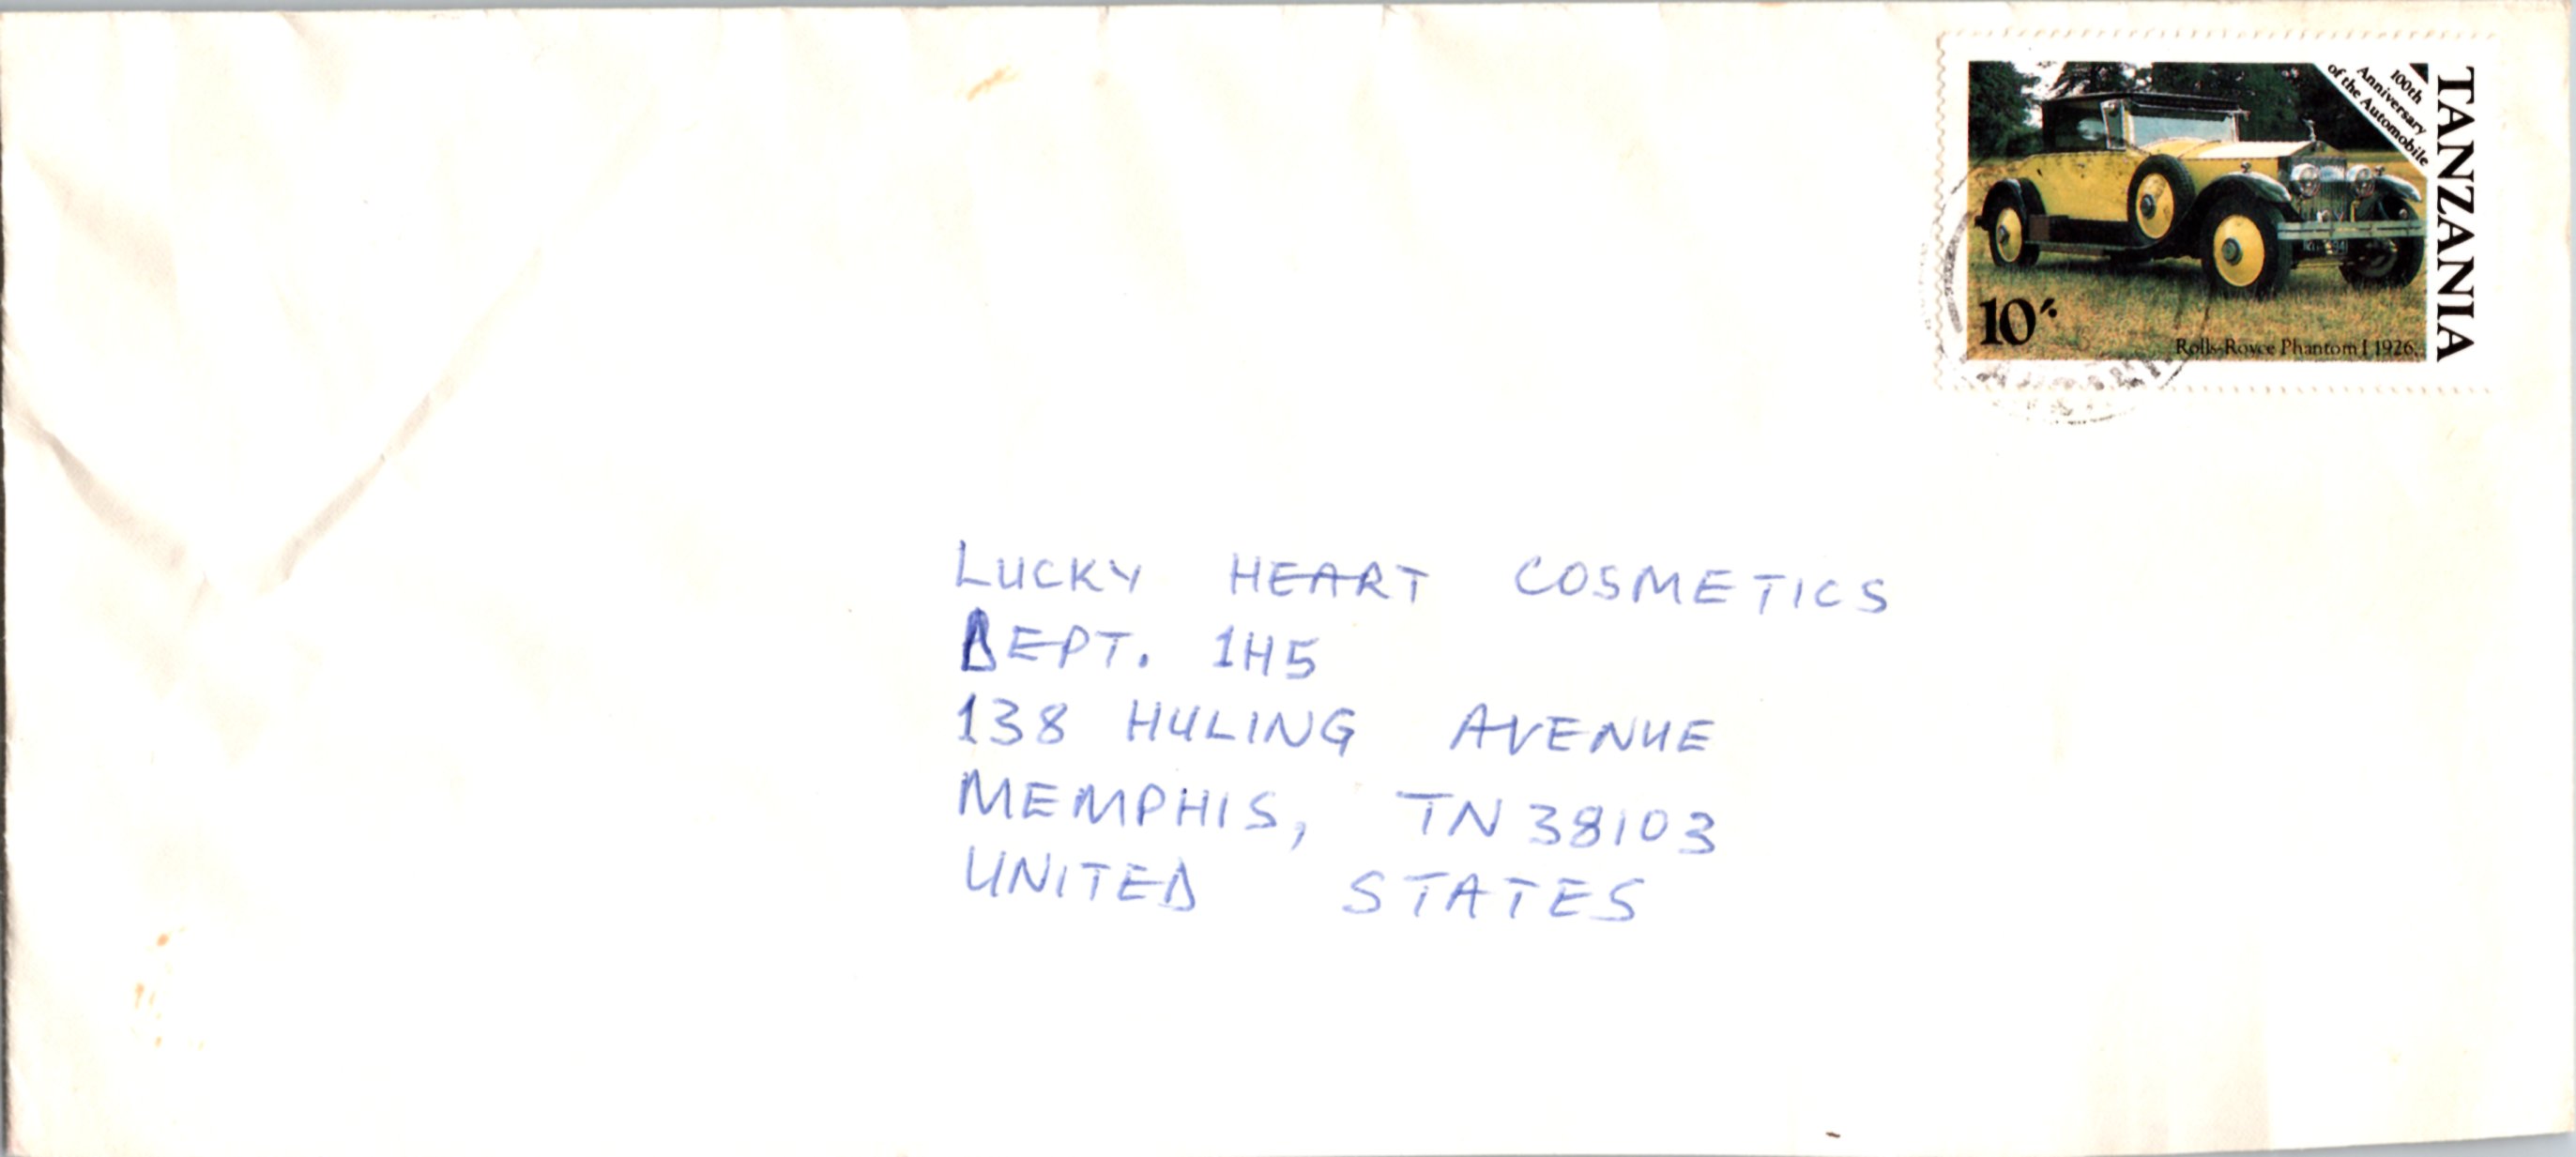 100th
Anniversary
of the Automobile
TANZANIA
10/-
Rolls-Royce Phantom I 1926.
LUCKY HEART COSMETICS
DEPT. 1H5
138 HULING AVENUE
MEMPHIS, TN 38103
UNITED STATES